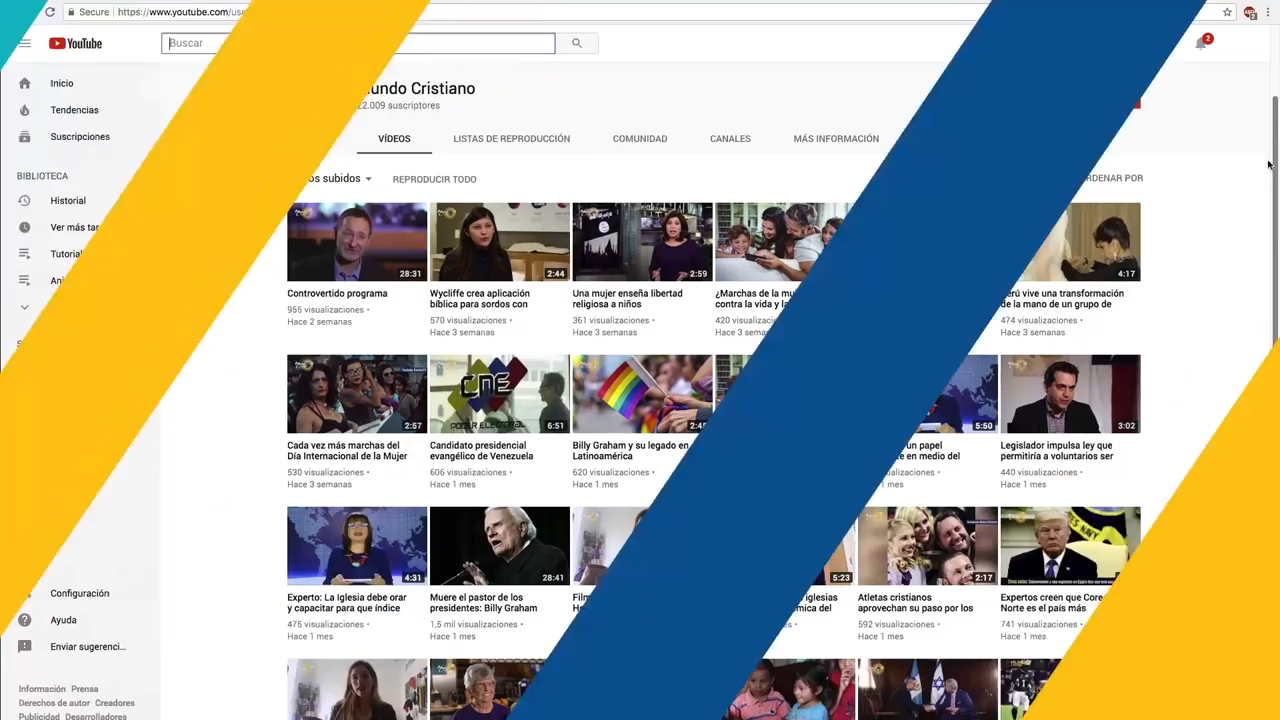 Secure https://www.youtube.com/use
YouTube
Buscar
2
Inicio
Tendencias
Suscripciones
BIBLIOTECA
Historial
Ver más tar
Tutorial
Configuración
Ayuda
Enviar sugerenci...
Información Prensa
Derechos de autor Creadores
Publicidad Desarrolladores
undo Cristiano
22.009 suscriptores
VÍDEOS LISTAS DE REPRODUCCIÓN COMUNIDAD CANALES MÁS INFORMACIÓN
os subidos REPRODUCIR TODO
RDENAR POR
28:31
Controvertido programa
955 visualizaciones •
Hace 2 semanas
2:44
Wycliffe crea aplicación
bíblica para sordos con
570 visualizaciones •
Hace 3 semanas
2:59
Una mujer enseña libertad
religiosa a niños
361 visualizaciones •
Hace 3 semanas
¿Marchas de la mu
contra la vida y la
420 visualizac
Hace 3 sem
4:17
erú vive una transformación
de la mano de un grupo de
474 visualizaciones •
Hace 3 semanas
2:57
Cada vez más marchas del
Día Internacional de la Mujer
530 visualizaciones •
Hace 3 semanas
CNE
PODER ELECTORAL
6:51
Candidato presidencial
evangélico de Venezuela
606 visualizaciones •
Hace 1 mes
Billy Graham y su legado en
Latinoamérica
620 visualizaciones •
Hace 1 mes
5:50
un papel
en medio del
1 mes
3:02
Legislador impulsa ley que
permitiría a voluntarios ser
440 visualizaciones •
Hace 1 mes
4:31
Experto: La Iglesia debe orar
y capacitar para que índice
475 visualizaciones •
Hace 1 mes
28:41
Muere el pastor de los
presidentes: Billy Graham
1,5 mil visualizaciones •
Hace 1 mes
Film
5:23
iglesias
mica del
2:17
Atletas cristianos
aprovechan su paso por los
592 visualizaciones •
Hace 1 mes
Expertos creen que Core
Norte es el país más
741 visualizaciones •
Hace 1 mes